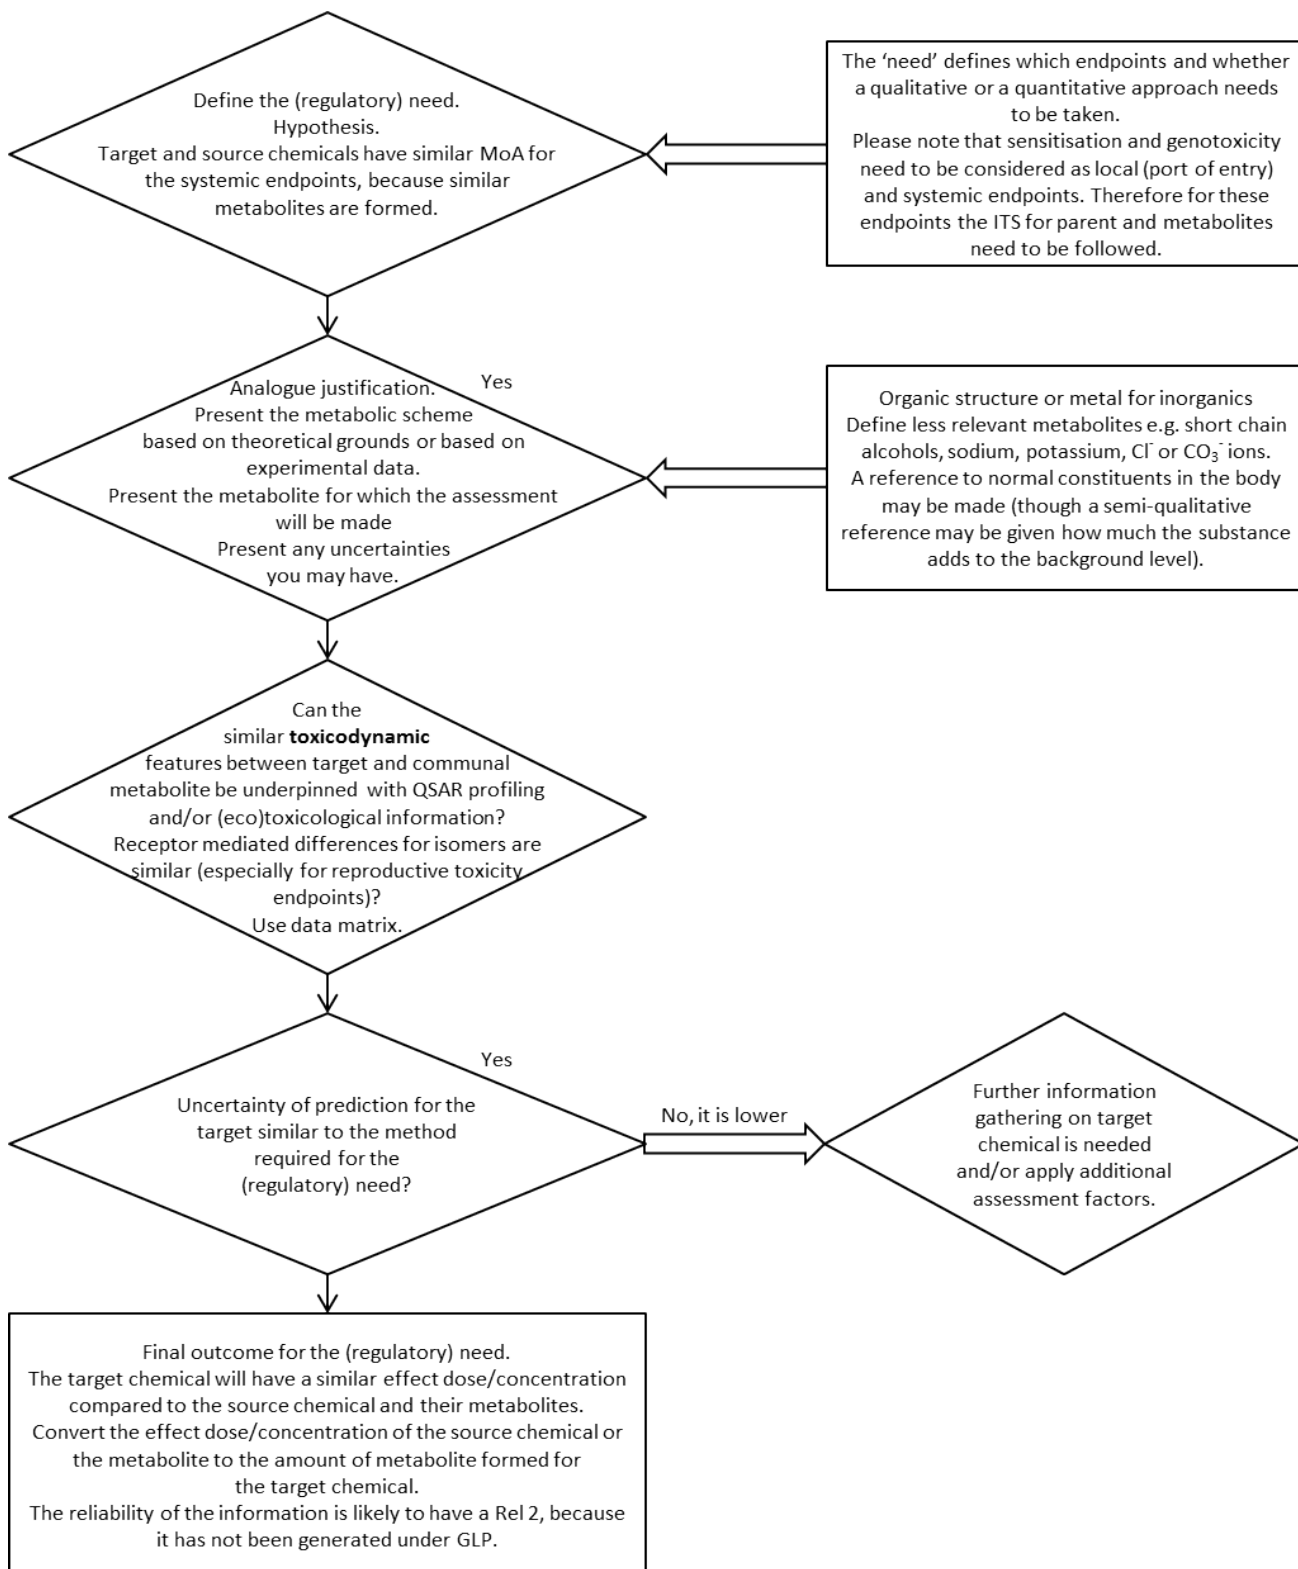 Define the (regulatory) need.
Hypothesis.
Target and source chemicals have similar MoA for
the systemic endpoints, because similar
metabolites are formed.
The ‘need’ defines which endpoints and whether
a qualitative or a quantitative approach needs
to be taken.
Please note that sensitisation and genotoxicity
need to be considered as local (port of entry)
and systemic endpoints. Therefore for these
endpoints the ITS for parent and metabolites
need to be followed.
Yes
Analogue justification.
Present the metabolic scheme
based on theoretical grounds or based on
experimental data.
Present the metabolite for which the assessment
will be made
Present any uncertainties
you may have.
Organic structure or metal for inorganics
Define less relevant metabolites e.g. short chain
alcohols, sodium, potassium, Cl⁻ or CO₃⁻ ions.
A reference to normal constituents in the body
may be made (though a semi-qualitative
reference may be given how much the substance
adds to the background level).
Can the
similar toxicodynamic
features between target and communal
metabolite be underpinned with QSAR profiling
and/or (eco)toxicological information?
Receptor mediated differences for isomers are
similar (especially for reproductive toxicity
endpoints)?
Use data matrix.
Yes
Uncertainty of prediction for the
target similar to the method
required for the
(regulatory) need?
No, it is lower
Further information
gathering on target
chemical is needed
and/or apply additional
assessment factors.
Final outcome for the (regulatory) need.
The target chemical will have a similar effect dose/concentration
compared to the source chemical and their metabolites.
Convert the effect dose/concentration of the source chemical or
the metabolite to the amount of metabolite formed for
the target chemical.
The reliability of the information is likely to have a Rel 2, because
it has not been generated under GLP.